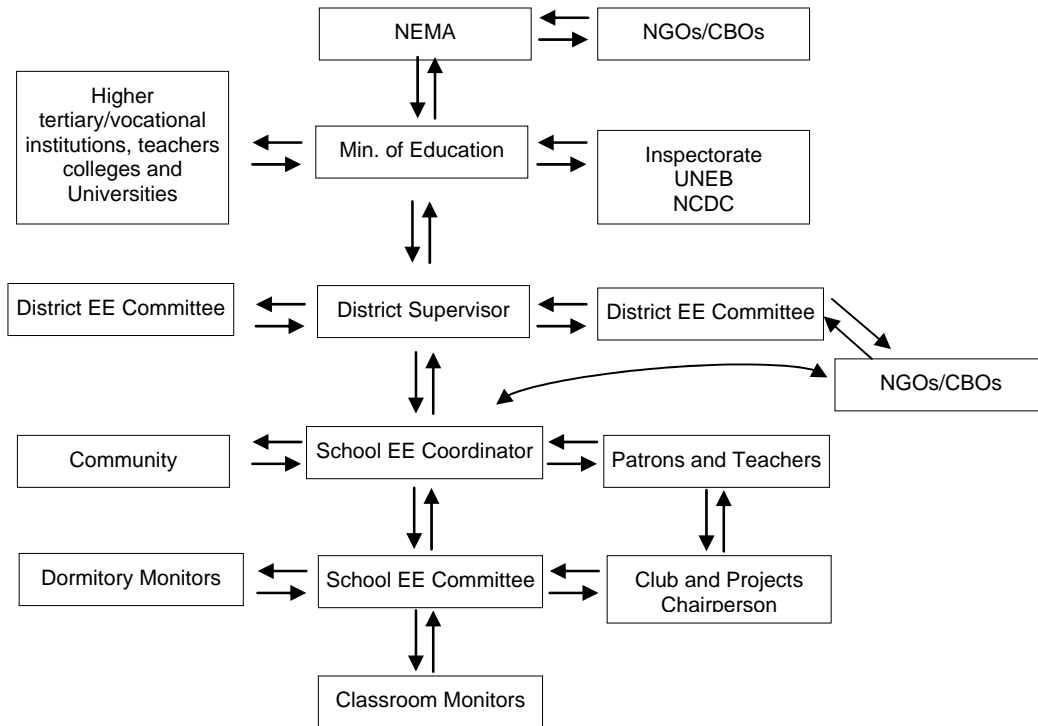 NEMA
NGOs/CBOs
Higher
tertiary/vocational
institutions, teachers
colleges and
Universities
Min. of Education
Inspectorate
UNEB
NCDC
District EE Committee
District Supervisor
District EE Committee
NGOs/CBOs
Community
School EE Coordinator
Patrons and Teachers
Dormitory Monitors
School EE Committee
Club and Projects
Chairperson
Classroom Monitors